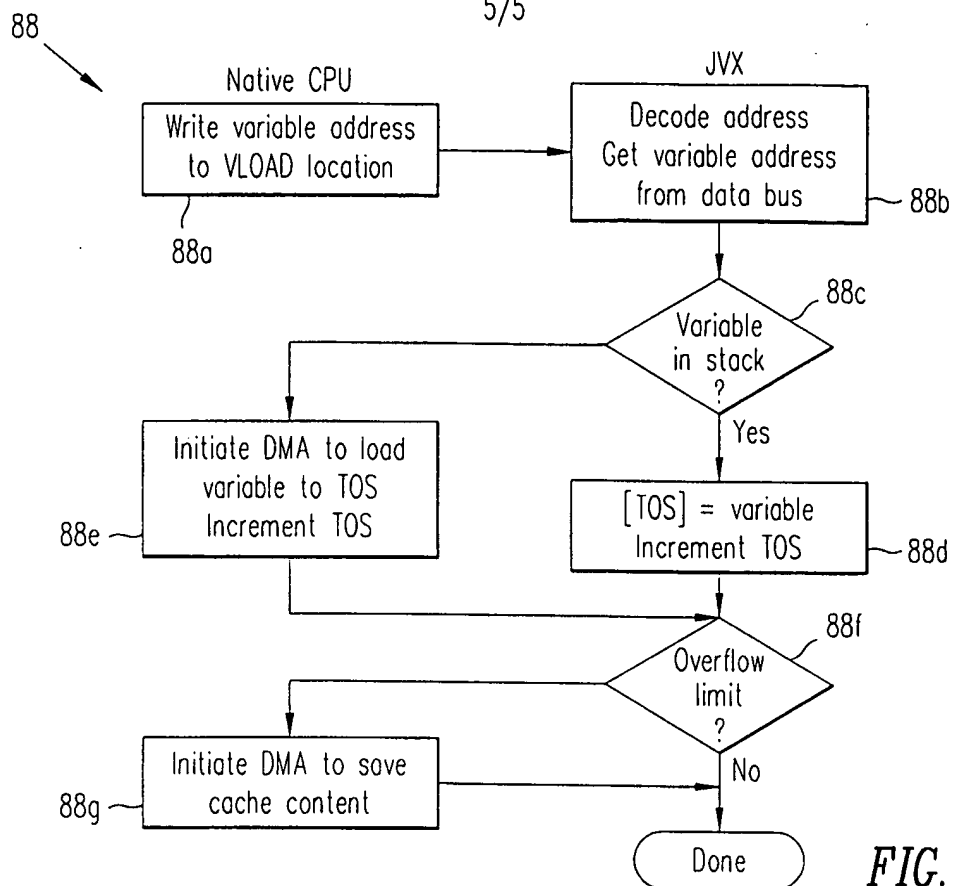 5/5
88
Native CPU
JVX
Write variable address
to VLOAD location
88a
Decode address
Get variable address
from data bus
88b
88c
Variable
in stack
?
Yes
Initiate DMA to load
variable to TOS
Increment TOS
88e
[TOS] = variable
Increment TOS
88d
88f
Overflow
limit
?
No
Initiate DMA to save
cache content
88g
Done
FIG.